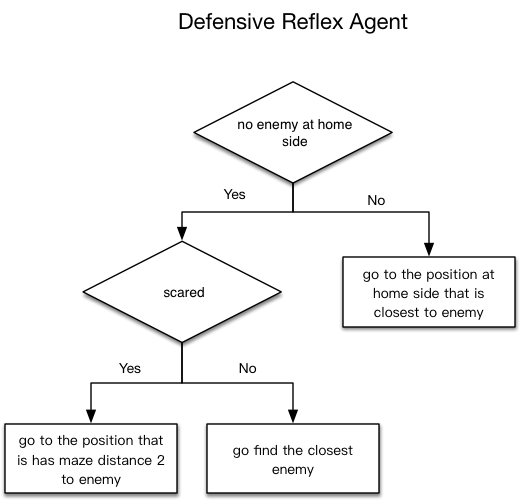 Defensive Reflex Agent
no enemy at home
side
Yes
No
scared
go to the position at
home side that is
closest to enemy
Yes
No
go to the position that
is has maze distance 2
to enemy
go find the closest
enemy